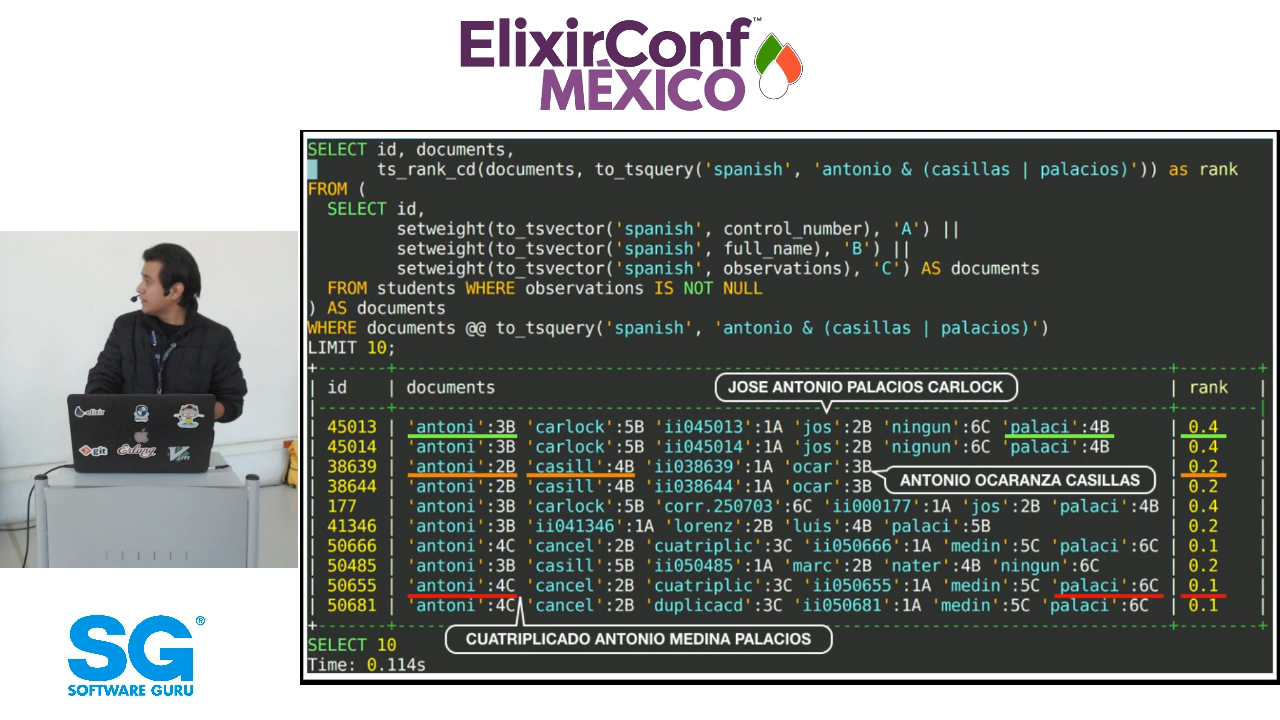 ElixirConf™
MÉXICO
SELECT id, documents,
ts_rank_cd(documents, to_tsquery('spanish', 'antonio & (casillas | palacios)')) as rank
FROM (
SELECT id,
setweight(to_tsvector('spanish', control_number), 'A') ||
setweight(to_tsvector('spanish', full_name), 'B') ||
setweight(to_tsvector('spanish', observations), 'C') AS documents
FROM students WHERE observations IS NOT NULL
) AS documents
WHERE documents @@ to_tsquery('spanish', 'antonio & (casillas | palacios)')
LIMIT 10;
| id | documents | rank |
JOSE ANTONIO PALACIOS CARLOCK
| 45013 | 'antoni':3B 'carlock':5B 'ii045013':1A 'jos':2B 'ningun':6C 'palaci':4B | 0.4 |
| 45014 | 'antoni':3B 'carlock':5B 'ii045014':1A 'jos':2B 'nignun':6C 'palaci':4B | 0.4 |
| 38639 | 'antoni':2B 'casill':4B 'ii038639':1A 'ocar':3B | 0.2 |
ANTONIO OCARANZA CASILLAS
| 38644 | 'antoni':2B 'casill':4B 'ii038644':1A 'ocar':3B | 0.2 |
| 177 | 'antoni':3B 'carlock':5B 'corr.250703':6C 'ii000177':1A 'jos':2B 'palaci':4B | 0.4 |
| 41346 | 'antoni':3B 'ii041346':1A 'lorenz':2B 'luis':4B 'palaci':5B | 0.2 |
| 50666 | 'antoni':4C 'cancel':2B 'cuatriplic':3C 'ii050666':1A 'medin':5C 'palaci':6C | 0.1 |
| 50485 | 'antoni':3B 'casill':5B 'ii050485':1A 'marc':2B 'nater':4B 'ningun':6C | 0.2 |
| 50655 | 'antoni':4C 'cancel':2B 'cuatriplic':3C 'ii050655':1A 'medin':5C 'palaci':6C | 0.1 |
| 50681 | 'antoni':4C 'cancel':2B 'duplicacd':3C 'ii050681':1A 'medin':5C 'palaci':6C | 0.1 |
CUATRIPLICADO ANTONIO MEDINA PALACIOS
SELECT 10
Time: 0.114s
elixir
git
Erlang
Vim
SG®
SOFTWARE GURU